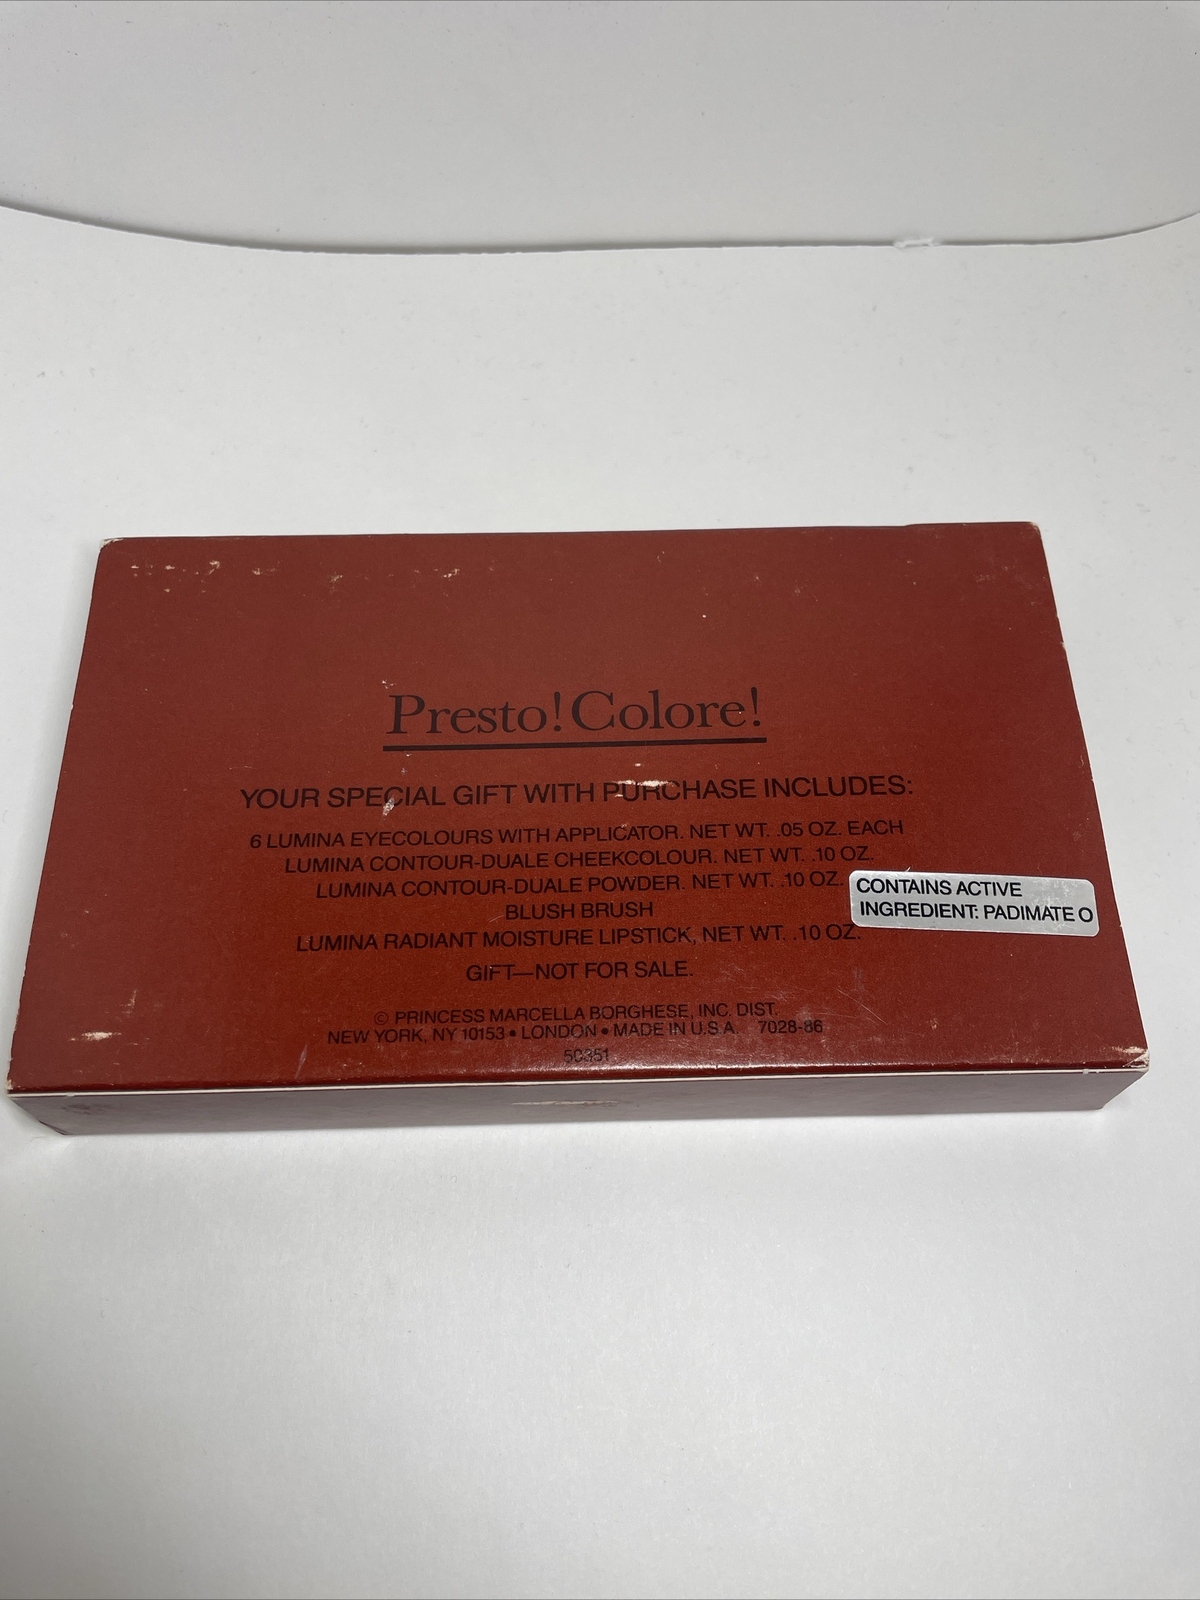 Presto! Colore!
YOUR SPECIAL GIFT WITH PURCHASE INCLUDES:
6 LUMINA EYECOLOURS WITH APPLICATOR. NET WT. .05 OZ. EACH
LUMINA CONTOUR-DUALE CHEEKCOLOUR. NET WT. .10 OZ.
LUMINA CONTOUR-DUALE POWDER. NET WT. .10 OZ.
BLUSH BRUSH
LUMINA RADIANT MOISTURE LIPSTICK, NET WT. .10 OZ.
GIFT—NOT FOR SALE.
© PRINCESS MARCELLA BORGHESE, INC. DIST.
NEW YORK, NY 10153 • LONDON • MADE IN U.S.A. 7028-86
50351
CONTAINS ACTIVE
INGREDIENT: PADIMATE O